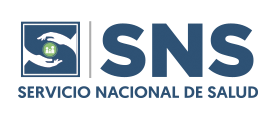 SNS
SERVICIO NACIONAL DE SALUD